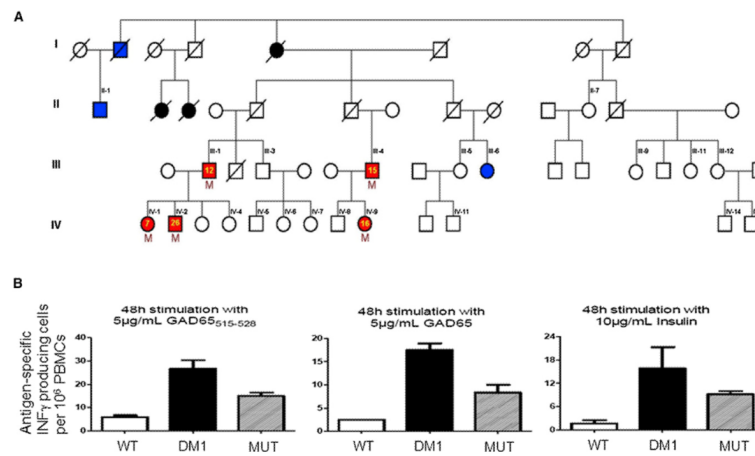 A
I
II-1
II-7
II
III-1
III-3
III-4
III-5
III-6
III-9
III-11
III-12
III
12
15
M
M
IV-1
IV-2
IV-4
IV-5
IV-6
IV-7
IV-8
IV-9
IV-11
IV-14
IV
7
26
16
M
M
M
B
48h stimulation with
5µg/mL GAD65515-528
48h stimulation with
5µg/mL GAD65
48h stimulation with
10µg/mL Insulin
Antigen-specific
INFγ producing cells
per 10⁶ PBMCs
40
30
20
10
0
WT DM1 MUT
20
15
10
5
0
WT DM1 MUT
24
18
12
6
0
WT DM1 MUT